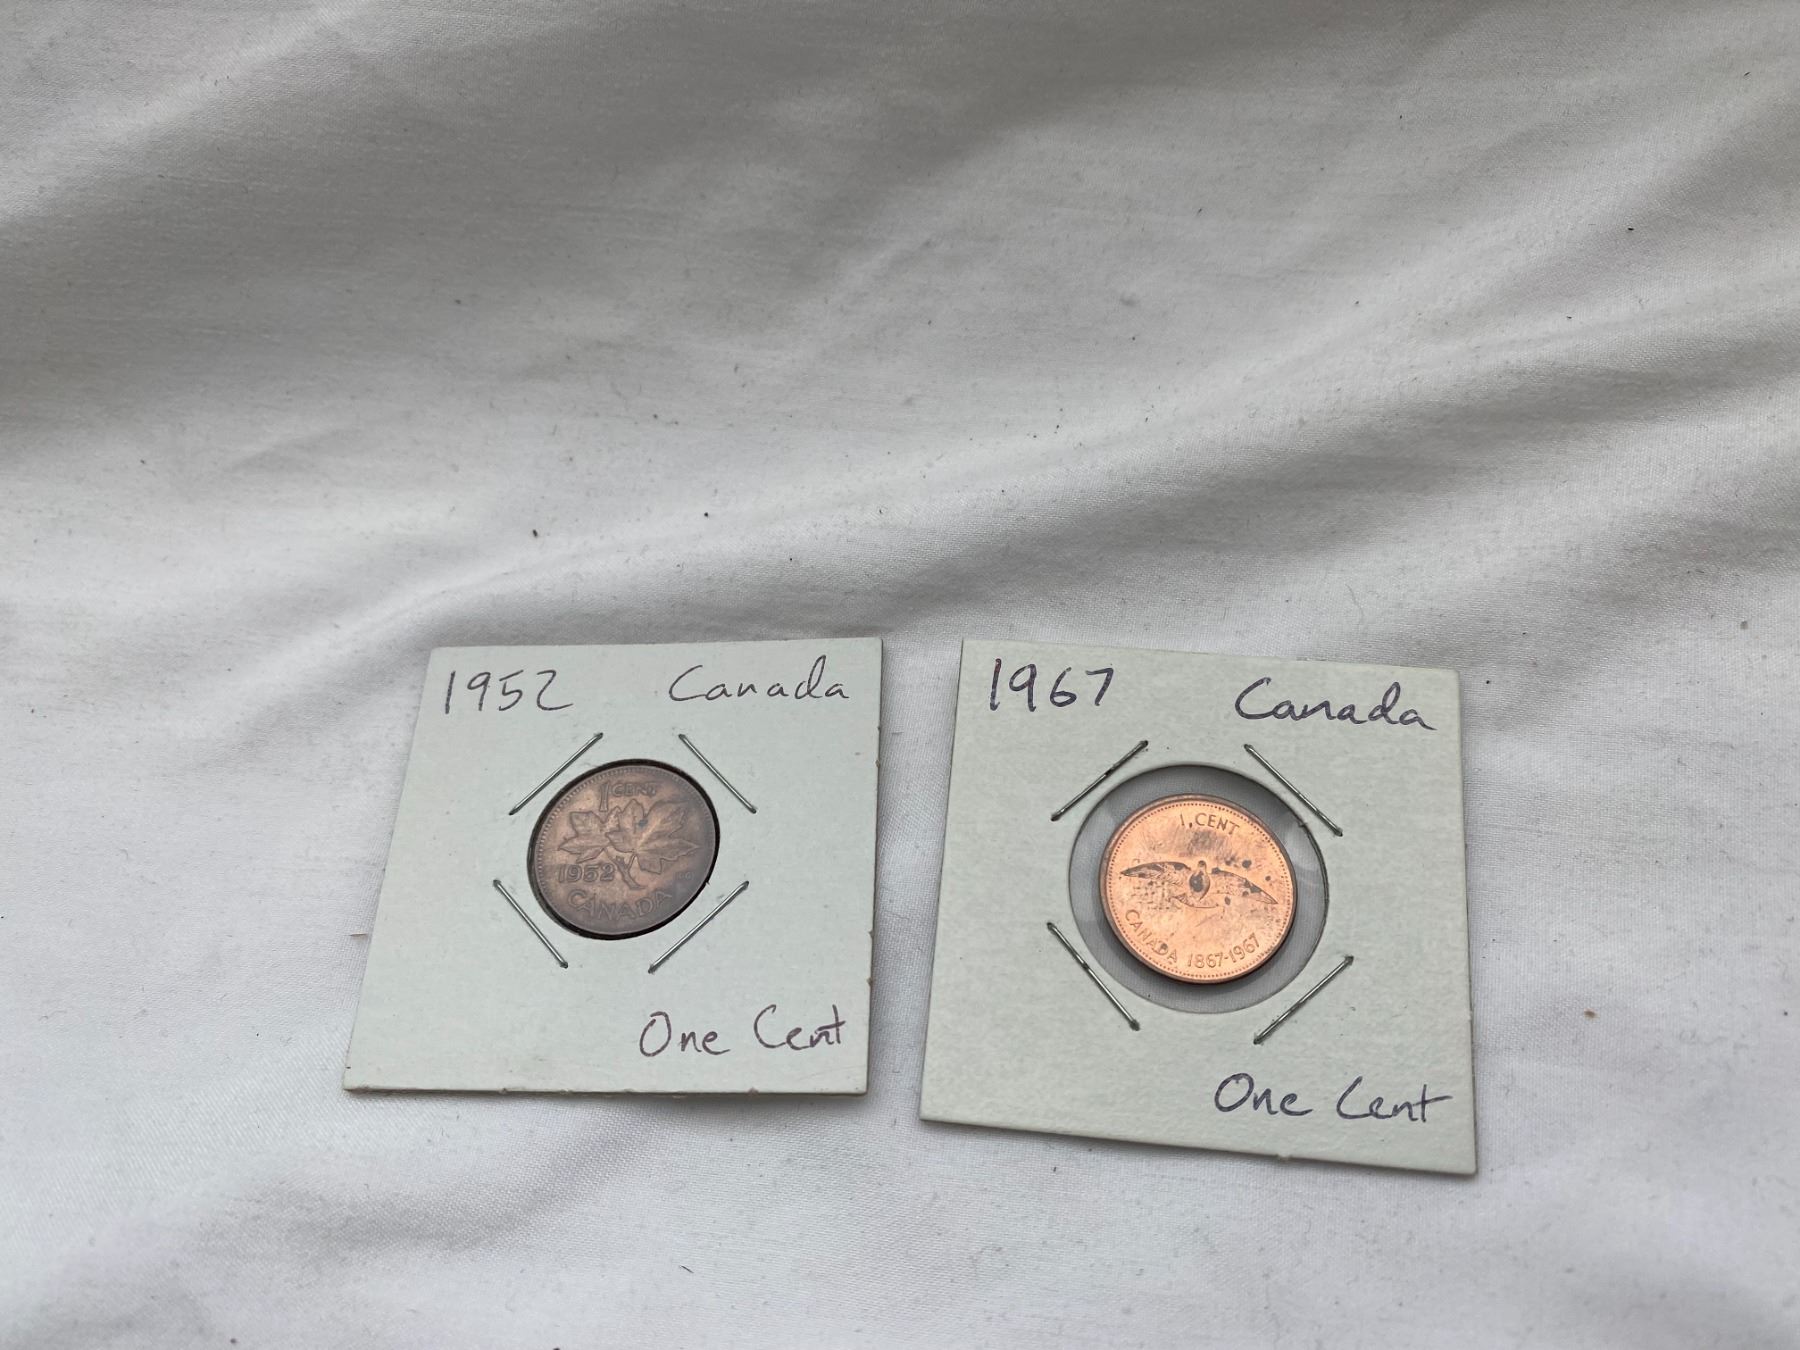 1952 Canada
1 CENT
1952
CANADA
One Cent
1967 Canada
1 CENT
CANADA 1867-1967
One Cent